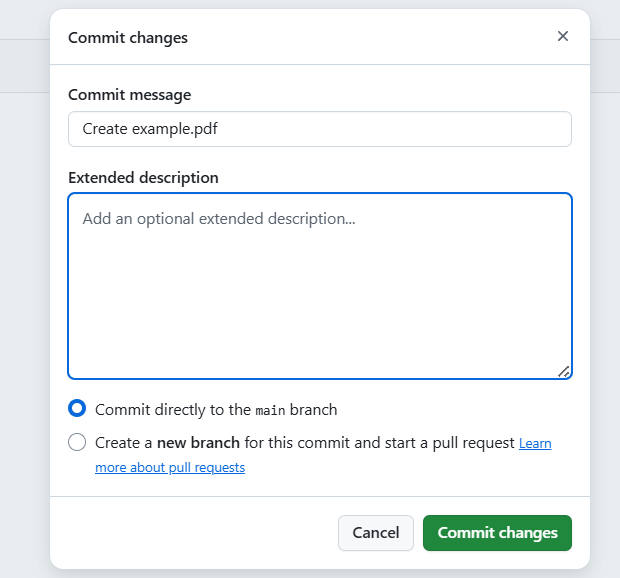 Commit changes
Commit message
Create example.pdf
Extended description
Add an optional extended description...
Commit directly to the main branch
Create a new branch for this commit and start a pull request Learn
more about pull requests
Cancel
Commit changes